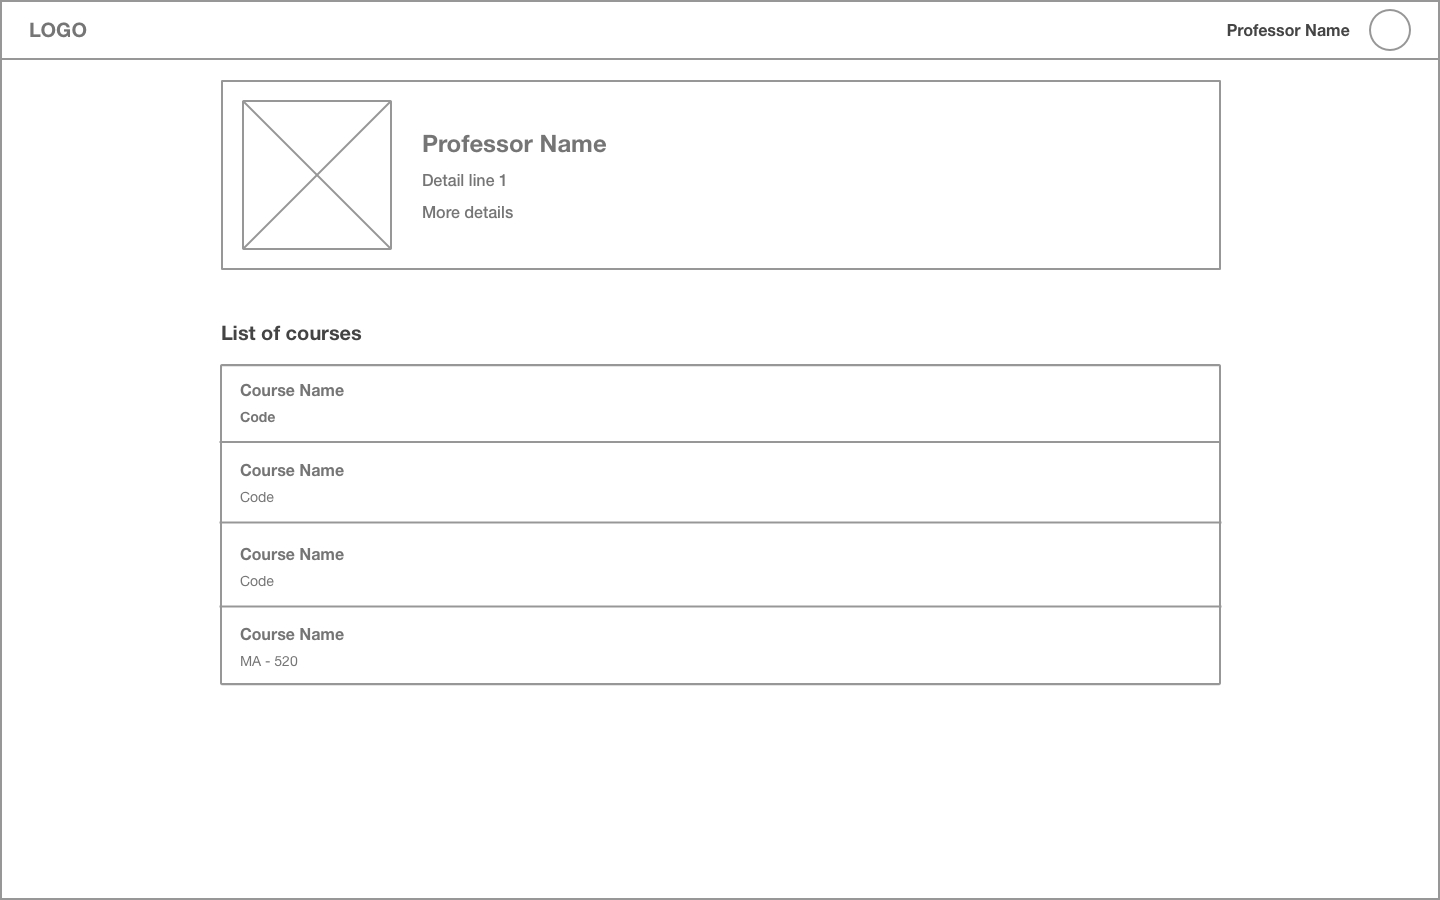 LOGO
Professor Name
Professor Name
Detail line 1
More details
List of courses
Course Name
Code
Course Name
Code
Course Name
Code
Course Name
MA - 520